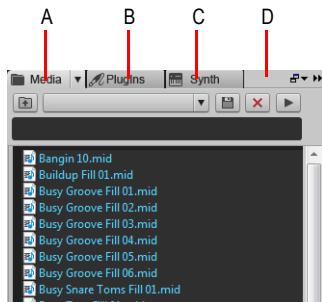 A B C D
Media PlugIns Synth
Bangin 10.mid
Buildup Fill 01.mid
Busy Groove Fill 01.mid
Busy Groove Fill 02.mid
Busy Groove Fill 03.mid
Busy Groove Fill 04.mid
Busy Groove Fill 05.mid
Busy Groove Fill 06.mid
Busy Snare Toms Fill 01.mid